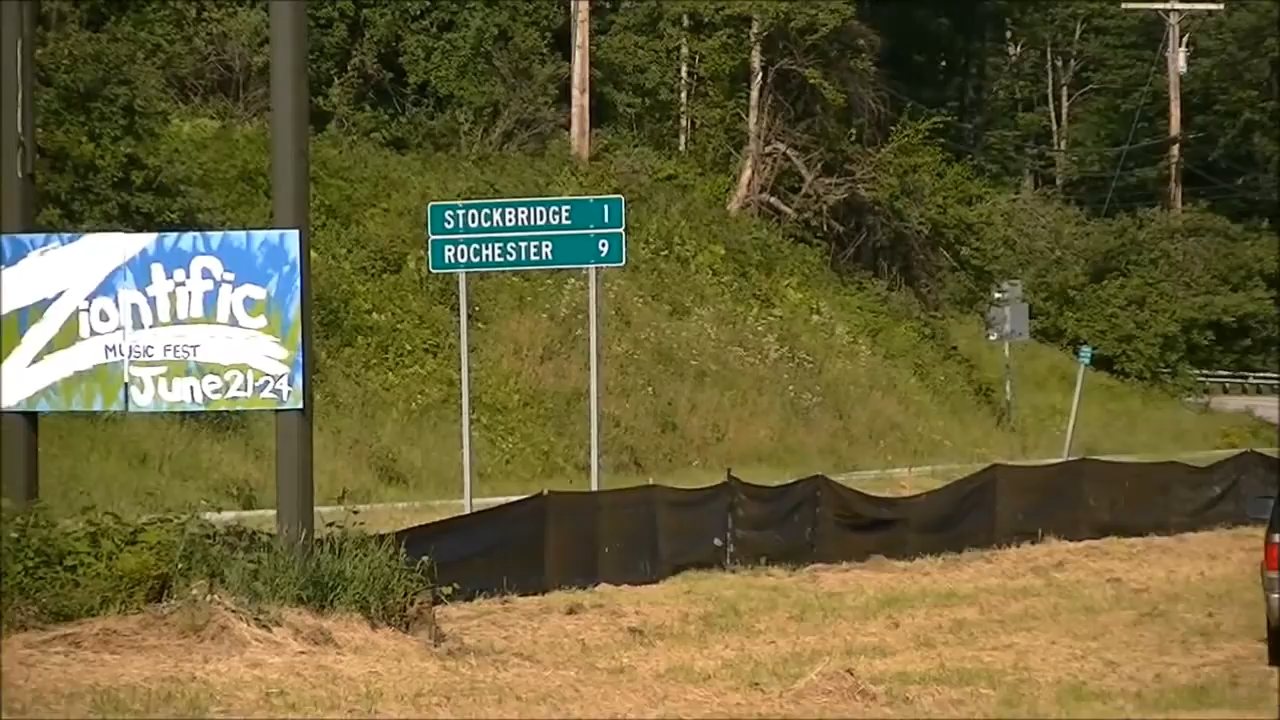 Ziontific
MUSIC FEST
June 21-24
STOCKBRIDGE 1
ROCHESTER 9